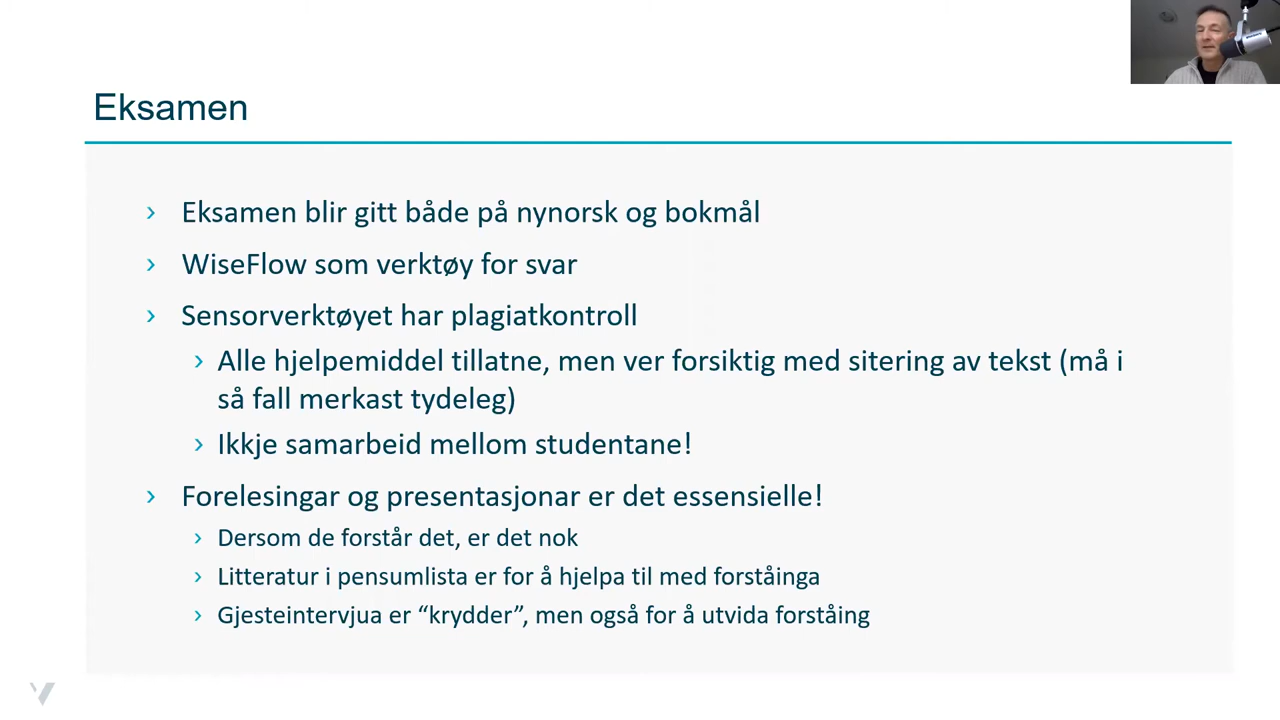 Eksamen
› Eksamen blir gitt både på nynorsk og bokmål
› WiseFlow som verktøy for svar
› Sensorverktøyet har plagiatkontroll
› Alle hjelpemiddel tillatne, men ver forsiktig med sitering av tekst (må i
så fall merkast tydeleg)
› Ikkje samarbeid mellom studentane!
› Forelesingar og presentasjonar er det essensielle!
› Dersom de forstår det, er det nok
› Litteratur i pensumlista er for å hjelpa til med forståinga
› Gjesteintervjua er “krydder”, men også for å utvida forståing